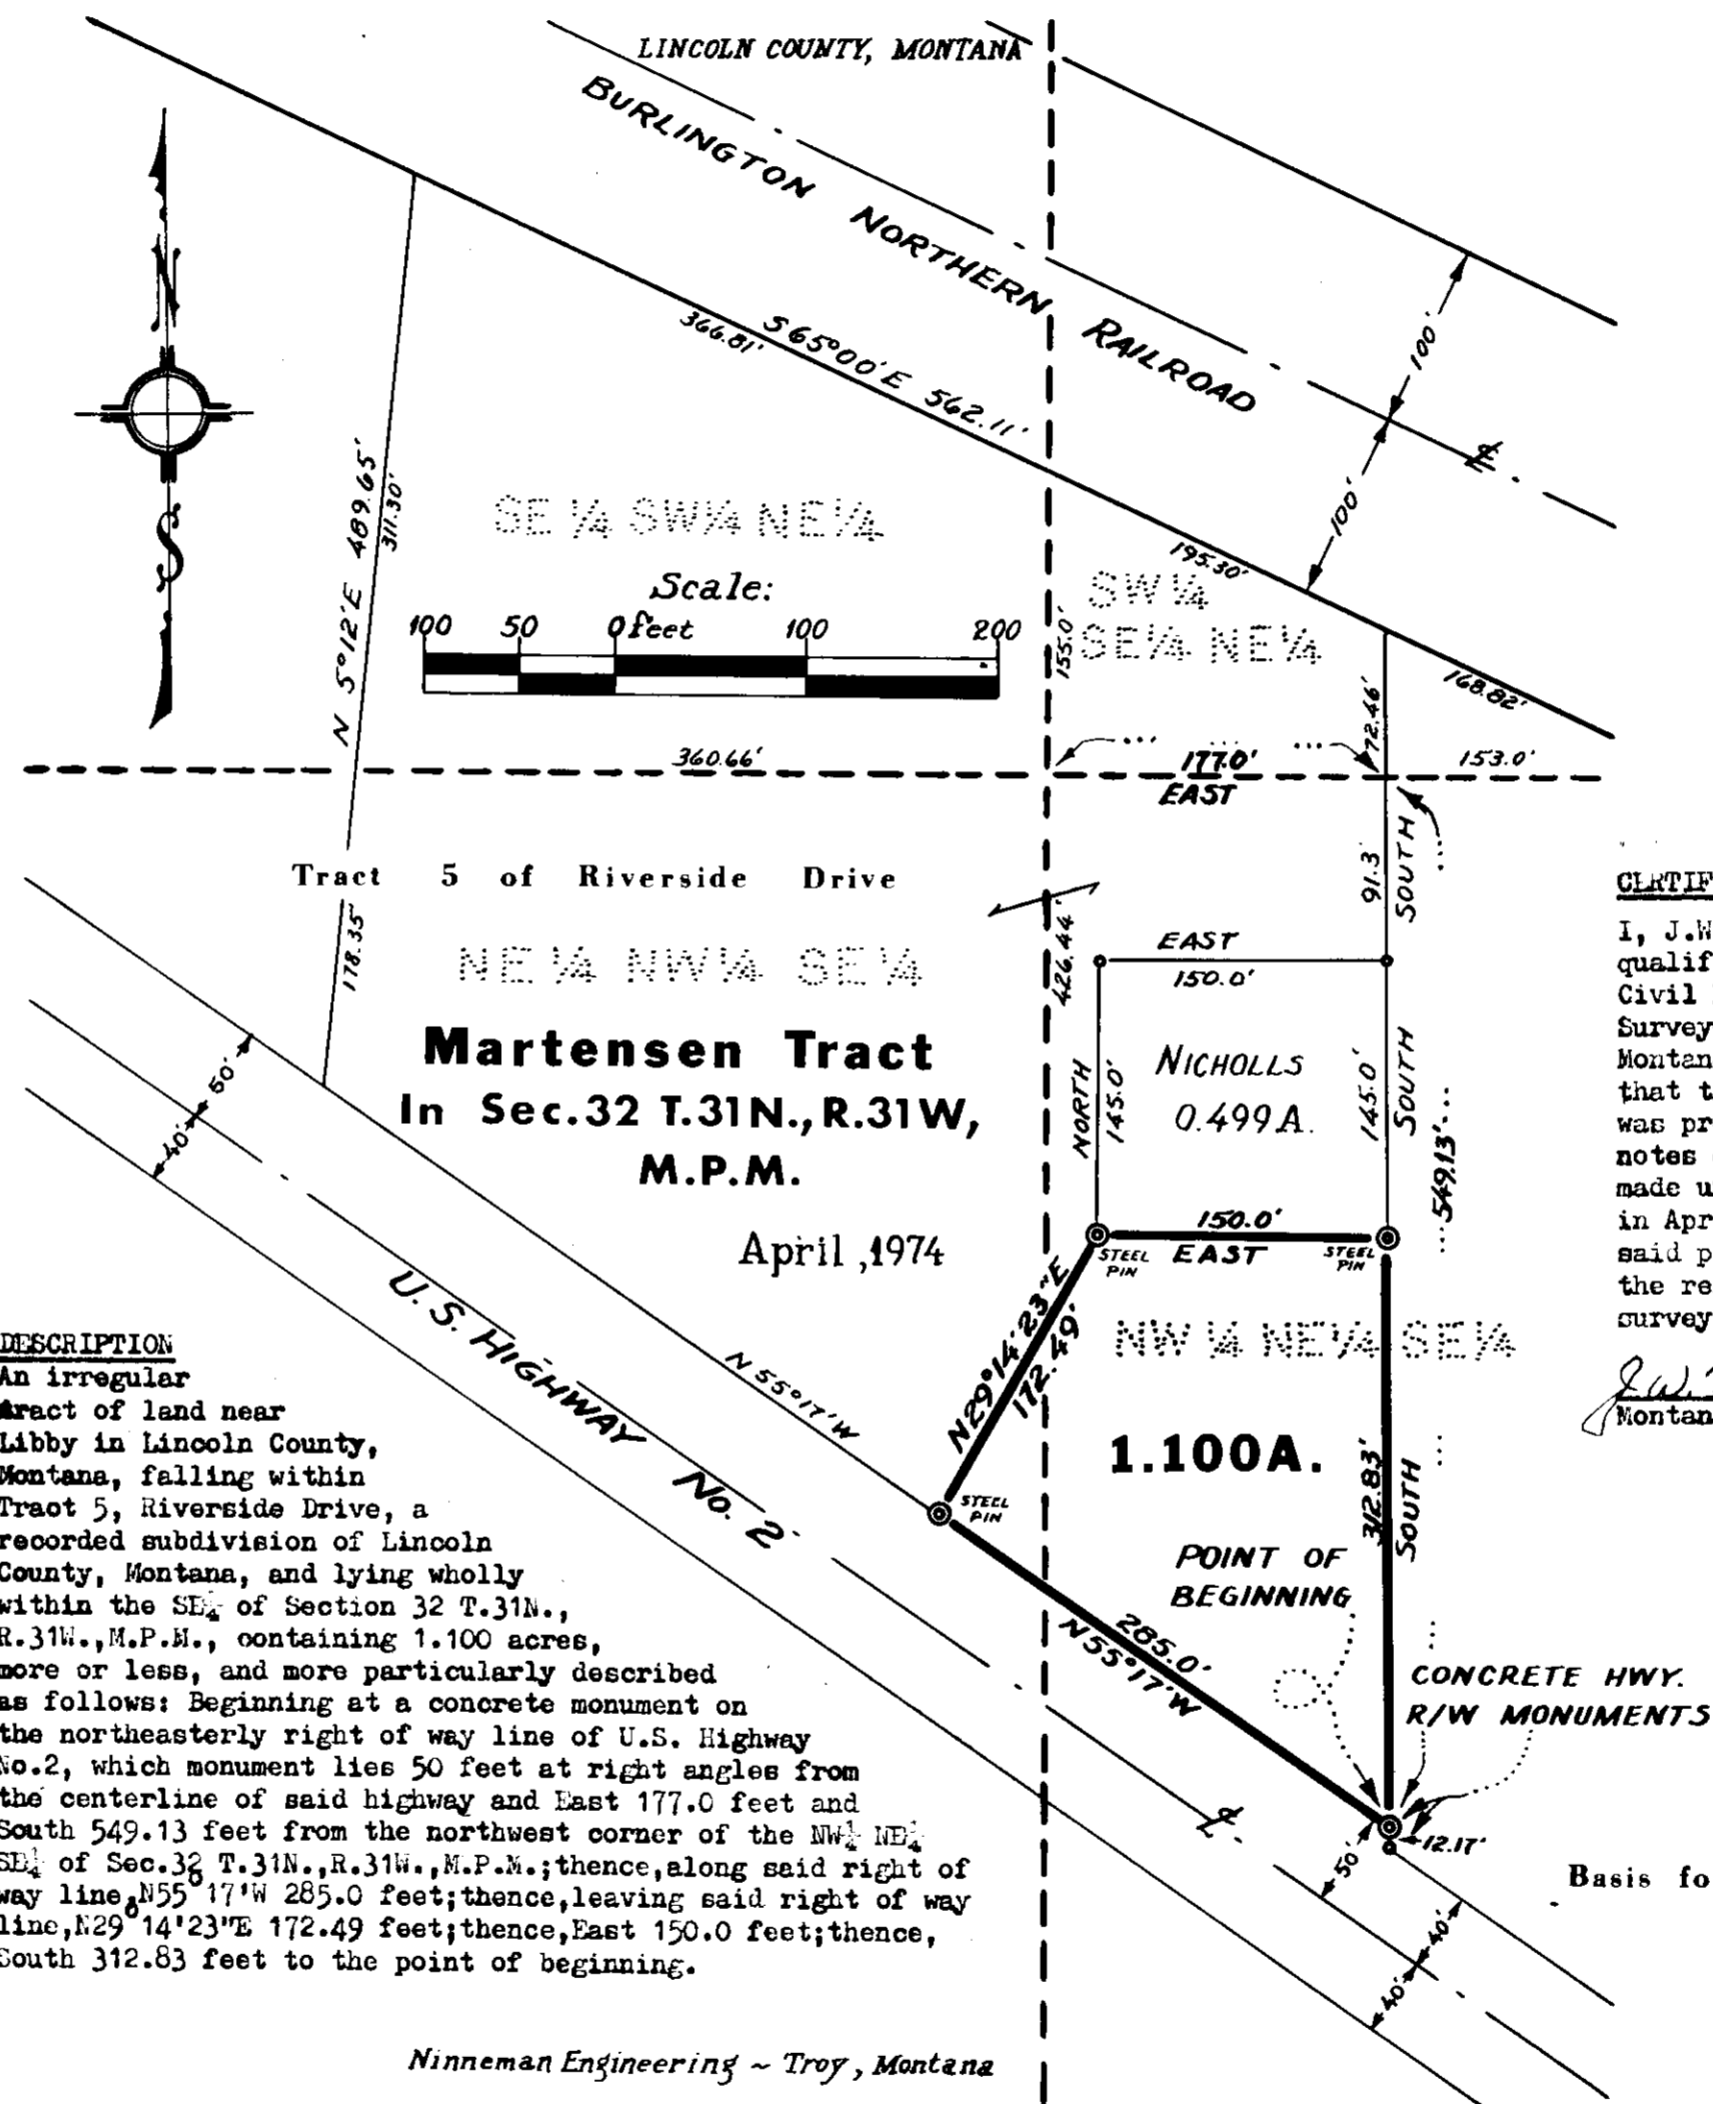 LINCOLN COUNTY, MONTANA
BURLINGTON NORTHERN RAILROAD
366.81'
S65°00'E 562.11'
100'
100'
N 5°12'E 489.65'
311.30'
SE ¼ SW¼ NE¼
195.30'
SW ¼
SE¼ NE¼
Scale:
100 50 0 feet 100 200
155.0'
168.82'
72.46'
360.66'
177.0'
EAST
153.0'
91.3
SOUTH
Tract 5 of Riverside Drive
178.35'
NE ¼ NW¼ SE¼
426.44'
EAST
150.0'
Martensen Tract
In Sec.32 T.31N., R.31W,
M.P.M.
April ,1974
NORTH
145.0'
NICHOLLS
0.499A.
145.0'
SOUTH
549.13'
50'
40'
150.0'
EAST
STEEL
PIN
STEEL
PIN
N29°14'23"E
172.49'
NW ¼ NE¼ SE¼
U.S. HIGHWAY No. 2
N 55°17'W
1.100A.
312.83'
SOUTH
STEEL
PIN
POINT OF
BEGINNING
285.0'
N55°17'W
CONCRETE HWY.
R/W MONUMENTS
12.17'
50'
40'
40'
CERTIF
I, J.W
qualif
Civil
Survey
Montan
that t
was pr
notes
made u
in Apr
said p
the re
survey
J.W.
Montan
Basis fo
DESCRIPTION
An irregular
tract of land near
Libby in Lincoln County,
Montana, falling within
Tract 5, Riverside Drive, a
recorded subdivision of Lincoln
County, Montana, and lying wholly
within the SE¼ of Section 32 T.31N.,
R.31W.,M.P.M., containing 1.100 acres,
more or less, and more particularly described
as follows: Beginning at a concrete monument on
the northeasterly right of way line of U.S. Highway
No.2, which monument lies 50 feet at right angles from
the centerline of said highway and East 177.0 feet and
South 549.13 feet from the northwest corner of the NW¼ NE¼
SE¼ of Sec.32 T.31N.,R.31W.,M.P.M.;thence,along said right of
way line,N55°17'W 285.0 feet;thence,leaving said right of way
line,N29°14'23"E 172.49 feet;thence,East 150.0 feet;thence,
South 312.83 feet to the point of beginning.
Ninneman Engineering ~ Troy, Montana